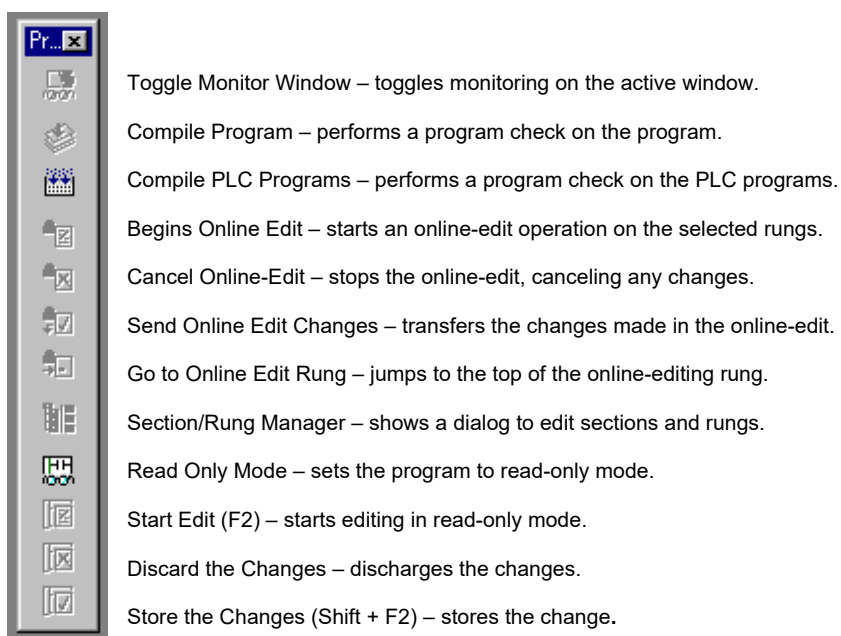 Pr...
Toggle Monitor Window – toggles monitoring on the active window.
Compile Program – performs a program check on the program.
Compile PLC Programs – performs a program check on the PLC programs.
Begins Online Edit – starts an online-edit operation on the selected rungs.
Cancel Online-Edit – stops the online-edit, canceling any changes.
Send Online Edit Changes – transfers the changes made in the online-edit.
Go to Online Edit Rung – jumps to the top of the online-editing rung.
Section/Rung Manager – shows a dialog to edit sections and rungs.
Read Only Mode – sets the program to read-only mode.
Start Edit (F2) – starts editing in read-only mode.
Discard the Changes – discharges the changes.
Store the Changes (Shift + F2) – stores the change.